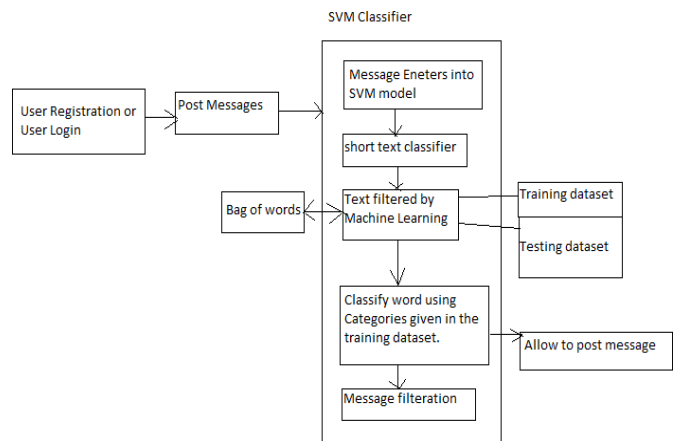 SVM Classifier
Message Eneters into
SVM model
User Registration or
User Login
Post Messages
short text classifier
Bag of words
Text filtered by
Machine Learning
Training dataset
Testing dataset
Classify word using
Categories given in the
training dataset.
Allow to post message
Message filteration